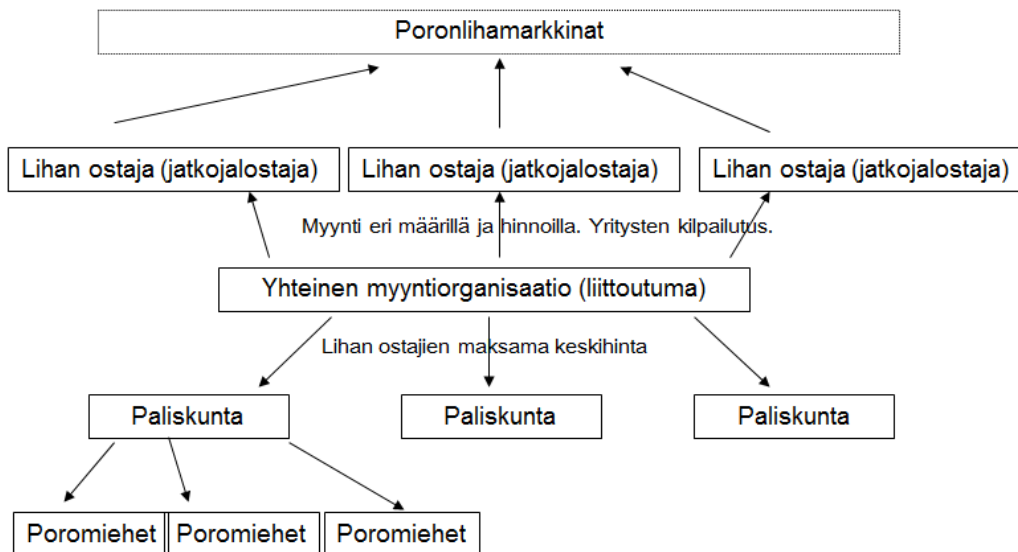 Poronlihamarkkinat
Lihan ostaja (jatkojalostaja)
Lihan ostaja (jatkojalostaja)
Lihan ostaja (jatkojalostaja)
Myynti eri määrillä ja hinnoilla. Yritysten kilpailutus.
Yhteinen myyntiorganisaatio (liittoutuma)
Lihan ostajien maksama keskihinta
Paliskunta
Paliskunta
Paliskunta
Poromiehet
Poromiehet
Poromiehet